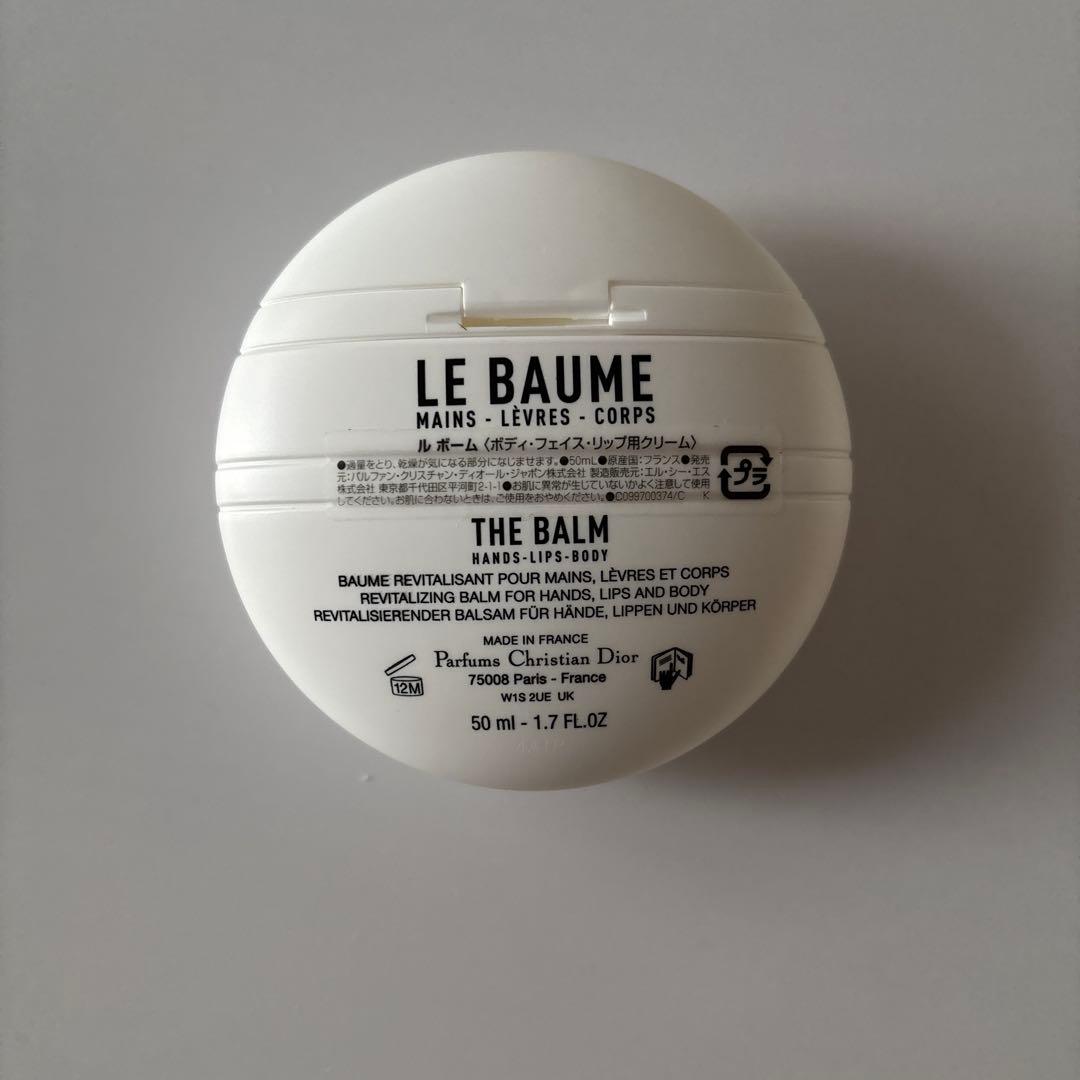 LE BAUME
MAINS - LÈVRES - CORPS
ル ボーム〈ボディ・フェイス・リップ用クリーム〉
●適量をとり、乾燥が気になる部分になじませます。●50mL●原産国:フランス●発売
元:パルファン・クリスチャン・ディオール・ジャポン株式会社 製造販売元:エル・シー・エス
株式会社 東京都千代田区平河町2-1-1●お肌に異常が生じていないかよく注意して使用
してください。お肌に合わないときは、ご使用をおやめください。●C099700374/C K
プラ
THE BALM
HANDS-LIPS-BODY
BAUME REVITALISANT POUR MAINS, LÈVRES ET CORPS
REVITALIZING BALM FOR HANDS, LIPS AND BODY
REVITALISIERENDER BALSAM FÜR HÄNDE, LIPPEN UND KÖRPER
MADE IN FRANCE
Parfums Christian Dior
12M
75008 Paris - France
W1S 2UE UK
50 ml - 1.7 FL.OZ